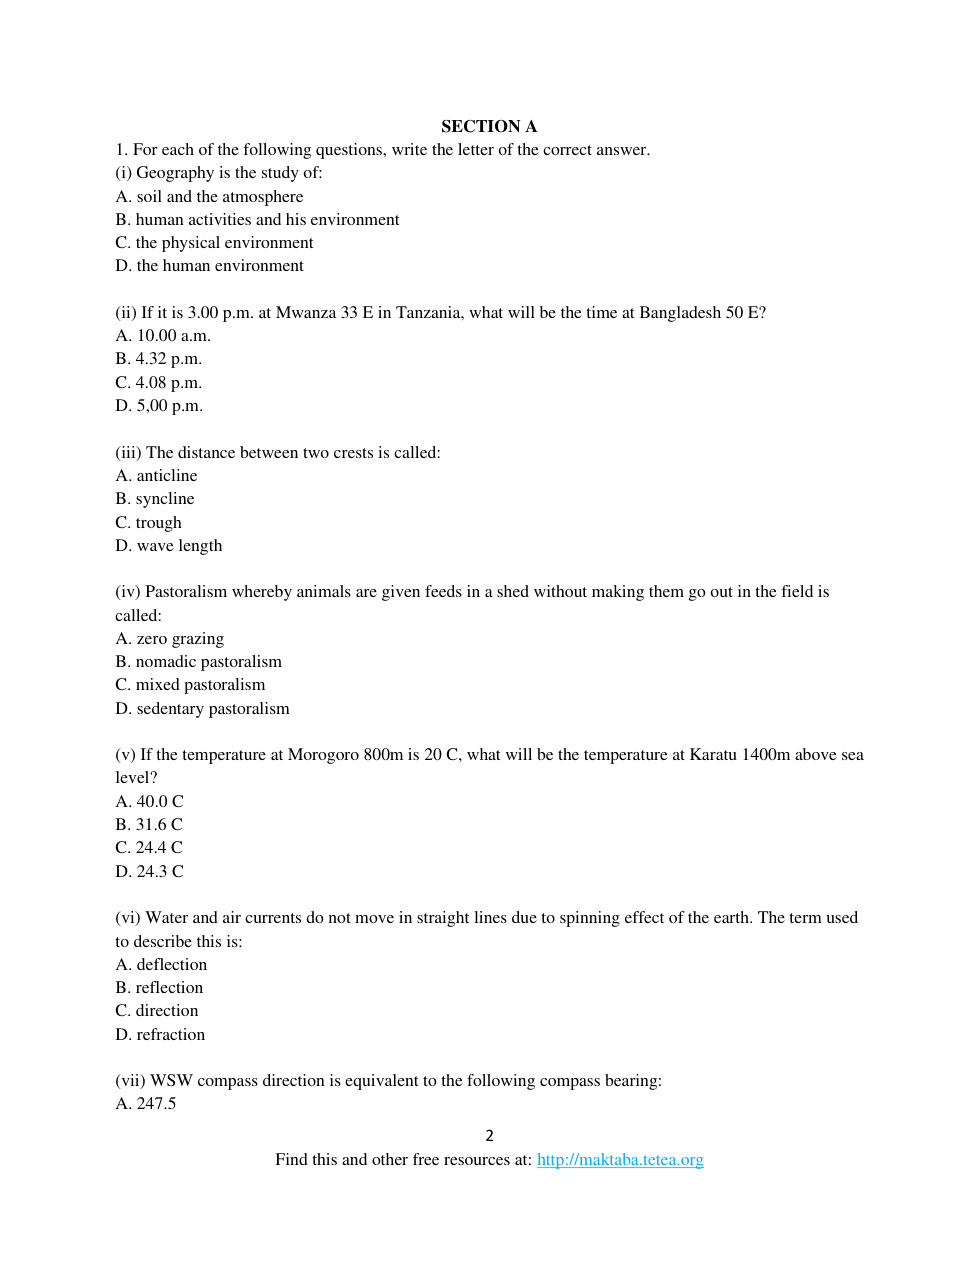 SECTION A
1. For each of the following questions, write the letter of the correct answer.
(i) Geography is the study of:
A. soil and the atmosphere
B. human activities and his environment
C. the physical environment
D. the human environment
(ii) If it is 3.00 p.m. at Mwanza 33 E in Tanzania, what will be the time at Bangladesh 50 E?
A. 10.00 a.m.
B. 4.32 p.m.
C. 4.08 p.m.
D. 5,00 p.m.
(iii) The distance between two crests is called:
A. anticline
B. syncline
C. trough
D. wave length
(iv) Pastoralism whereby animals are given feeds in a shed without making them go out in the field is
called:
A. zero grazing
B. nomadic pastoralism
C. mixed pastoralism
D. sedentary pastoralism
(v) If the temperature at Morogoro 800m is 20 C, what will be the temperature at Karatu 1400m above sea
level?
A. 40.0 C
B. 31.6 C
C. 24.4 C
D. 24.3 C
(vi) Water and air currents do not move in straight lines due to spinning effect of the earth. The term used
to describe this is:
A. deflection
B. reflection
C. direction
D. refraction
(vii) WSW compass direction is equivalent to the following compass bearing:
A. 247.5
2
Find this and other free resources at: http://maktaba.tetea.org